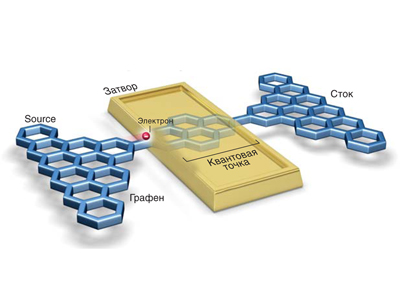 Затвор
Сток
Source
Электрон
Квантовая
точка
Графен